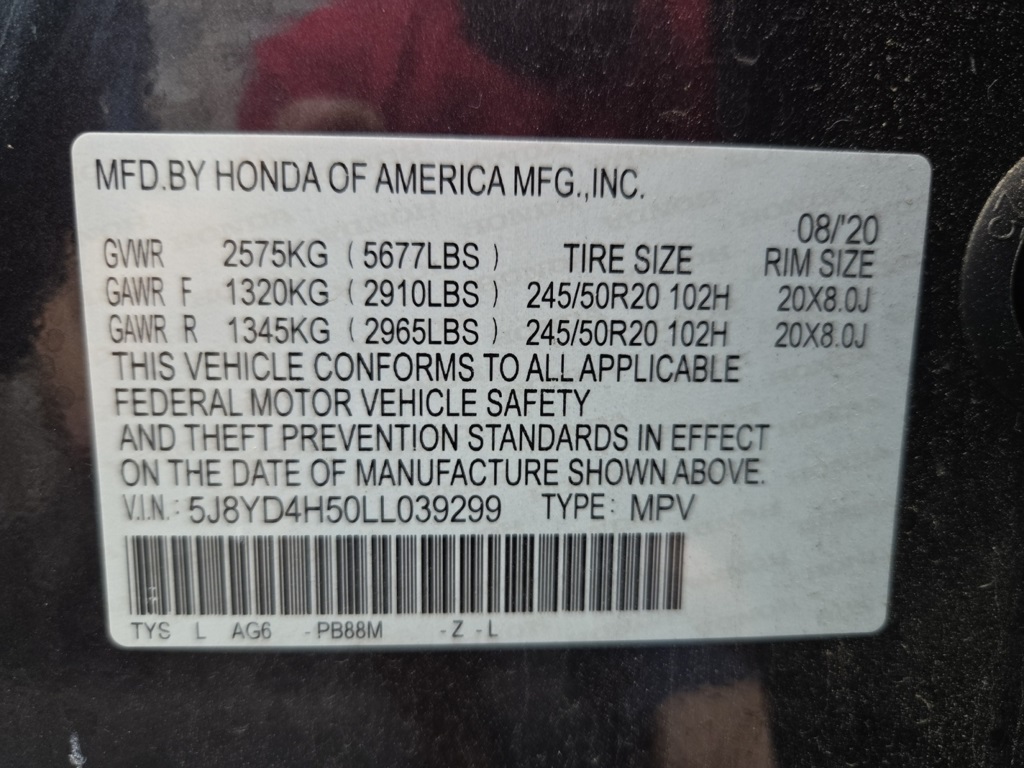 MFD.BY HONDA OF AMERICA MFG.,INC.
08/'20
GVWR 2575KG ( 5677LBS ) TIRE SIZE RIM SIZE
GAWR F 1320KG ( 2910LBS ) 245/50R20 102H 20X8.0J
GAWR R 1345KG ( 2965LBS ) 245/50R20 102H 20X8.0J
THIS VEHICLE CONFORMS TO ALL APPLICABLE
FEDERAL MOTOR VEHICLE SAFETY
AND THEFT PREVENTION STANDARDS IN EFFECT
ON THE DATE OF MANUFACTURE SHOWN ABOVE.
V.I.N.: 5J8YD4H50LL039299 TYPE: MPV
TYS L AG6 -PB88M -Z -L